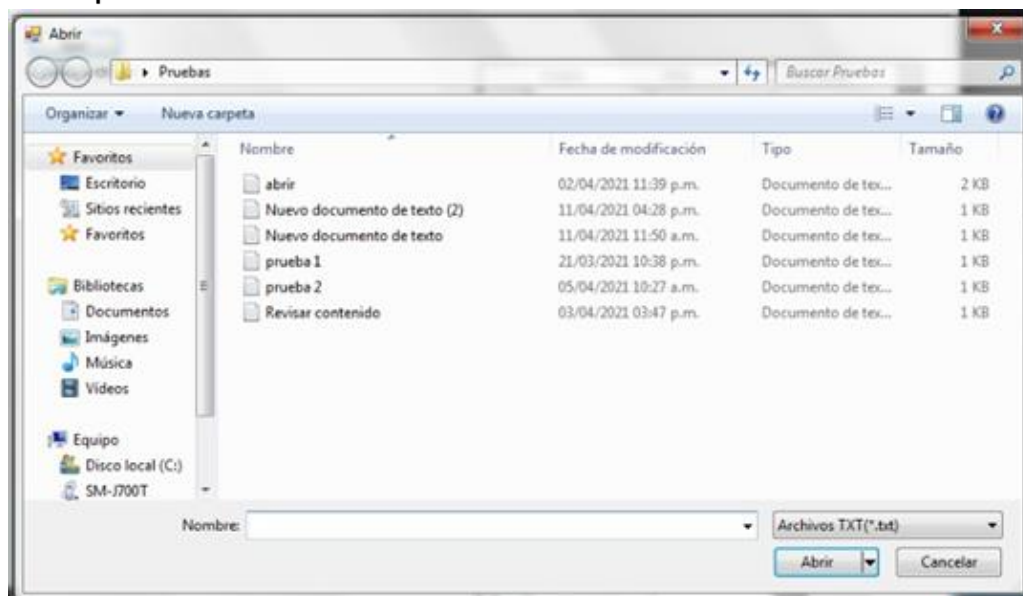 Abrir
Pruebas
Buscar Pruebas
Organizar
Nueva carpeta
Nombre Fecha de modificación Tipo Tamaño
abrir 02/04/2021 11:39 p.m. Documento de tex... 2 KB
Nuevo documento de texto (2) 11/04/2021 04:28 p.m. Documento de tex... 1 KB
Nuevo documento de texto 11/04/2021 11:50 a.m. Documento de tex... 1 KB
prueba 1 21/03/2021 10:38 p.m. Documento de tex... 1 KB
prueba 2 05/04/2021 10:27 a.m. Documento de tex... 1 KB
Revisar contenido 03/04/2021 03:47 p.m. Documento de tex... 1 KB
Favoritos
Escritorio
Sitios recientes
Favoritos
Bibliotecas
Documentos
Imágenes
Música
Vídeos
Equipo
Disco local (C:)
SM-J700T
Nombre:
Archivos TXT(*.txt)
Abrir
Cancelar